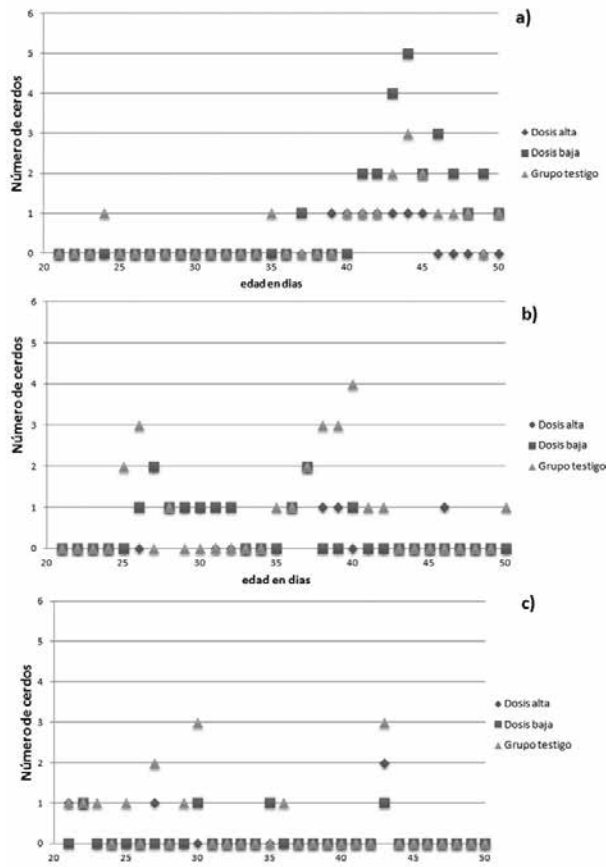 a)
Número de cerdos
6
5
4
3
2
1
0
20 25 30 35 40 45 50
edad en dias
Dosis alta
Dosis baja
Grupo testigo
b)
Número de cerdos
6
5
4
3
2
1
0
20 25 30 35 40 45 50
edad en dias
Dosis alta
Dosis baja
Grupo testigo
c)
Número de cerdos
6
5
4
3
2
1
0
20 25 30 35 40 45 50
Dosis alta
Dosis baja
Grupo testigo